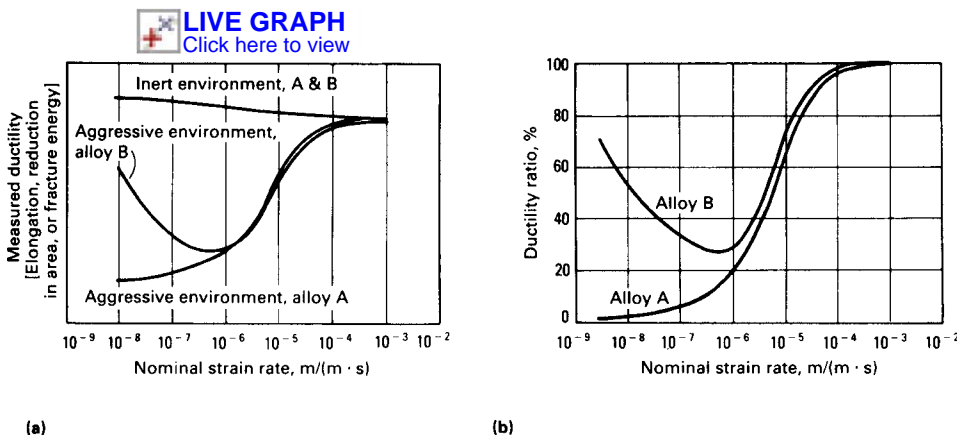 LIVE GRAPH
Click here to view
Measured ductility
[Elongation, reduction
in area, or fracture energy]
Inert environment, A & B
Aggressive environment,
alloy B
Aggressive environment, alloy A
10⁻⁹ 10⁻⁸ 10⁻⁷ 10⁻⁶ 10⁻⁵ 10⁻⁴ 10⁻³ 10⁻²
Nominal strain rate, m/(m · s)
(a)
Ductility ratio, %
100
80
60
40
20
0
Alloy B
Alloy A
10⁻⁹ 10⁻⁸ 10⁻⁷ 10⁻⁶ 10⁻⁵ 10⁻⁴ 10⁻³ 10⁻²
Nominal strain rate, m/(m · s)
(b)